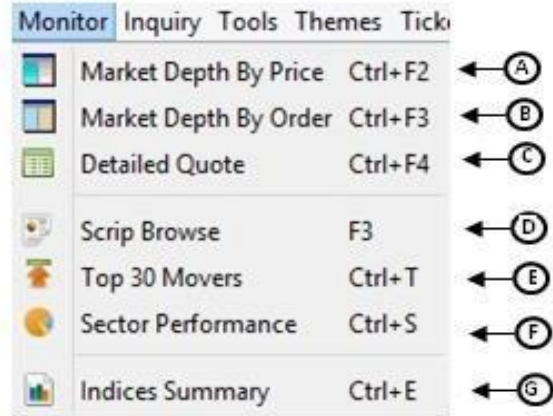 Monitor Inquiry Tools Themes Ticke
Market Depth By Price Ctrl+F2 A
Market Depth By Order Ctrl+F3 B
Detailed Quote Ctrl+F4 C
Scrip Browse F3 D
Top 30 Movers Ctrl+T E
Sector Performance Ctrl+S F
Indices Summary Ctrl+E G